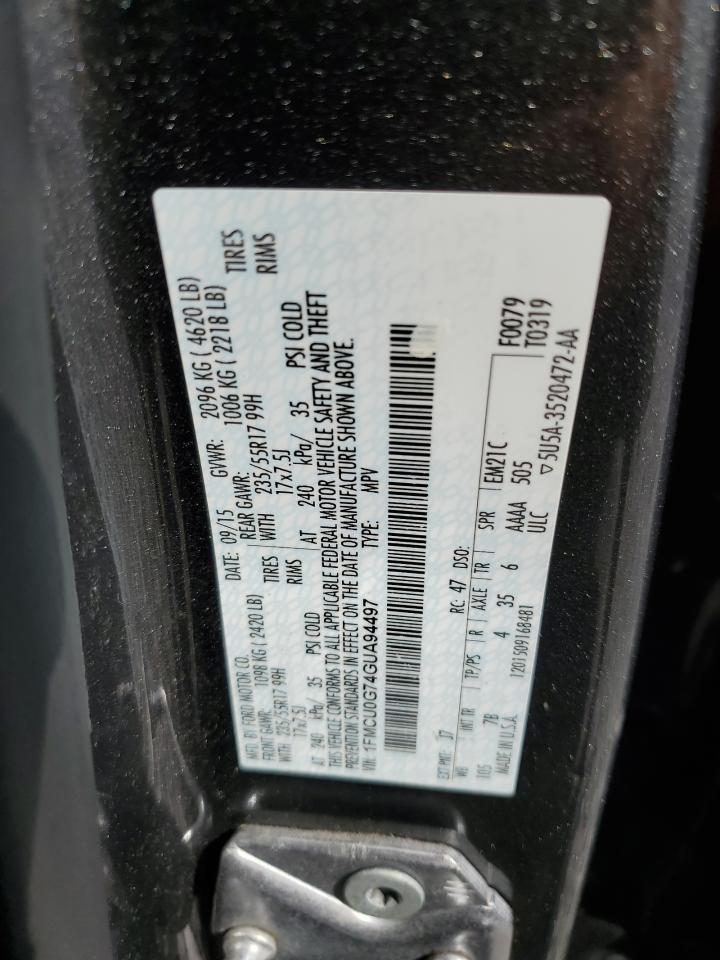 MFD. BY FORD MOTOR CO.
DATE: 09/15 GVWR: 2096 KG ( 4620 LB)
FRONT GAWR: 1098 KG (2420 LB) REAR GAWR: 1006 KG ( 2218 LB)
WITH 235/55R17 99H TIRES WITH 235/55R17 99H TIRES
17x7.5J RIMS 17x7.5J RIMS
AT 240 kPa/ 35 PSI COLD AT 240 kPa/ 35 PSI COLD
THIS VEHICLE CONFORMS TO ALL APPLICABLE FEDERAL MOTOR VEHICLE SAFETY AND THEFT
PREVENTION STANDARDS IN EFFECT ON THE DATE OF MANUFACTURE SHOWN ABOVE.
VIN: 1FMCU0G74GUA94497 TYPE: MPV
EXT PNT: J7 RC: 47 DSO: F0079
WB INT TR TP/PS R AXLE TR SPR EM21C T0319
105 7B 4 35 6 AAAA 505
MADE IN U.S.A. 1201509168481 ULC ▽5U5A-3520472-AA